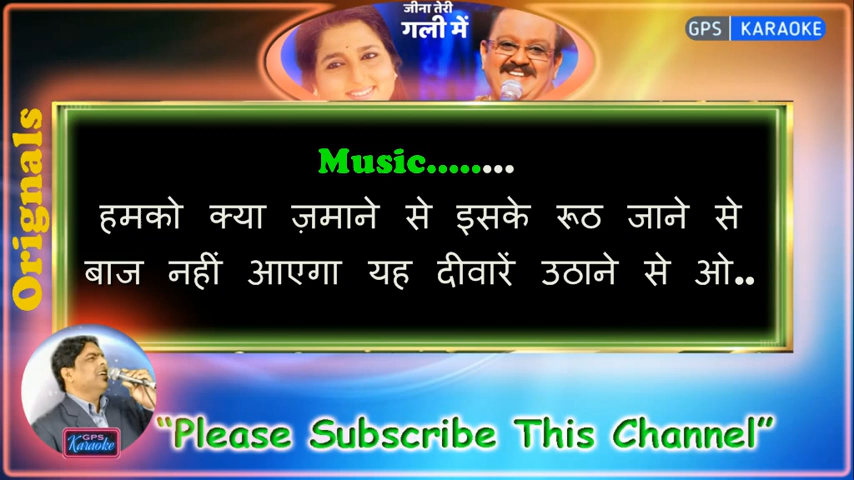 जीना तेरी
गली में
GPS | KARAOKE
Orignals
Music........
हमको क्या ज़माने से इसके रूठ जाने से
बाज नहीं आएगा यह दीवारें उठाने से ओ..
GPS
Karaoke
“Please Subscribe This Channel”